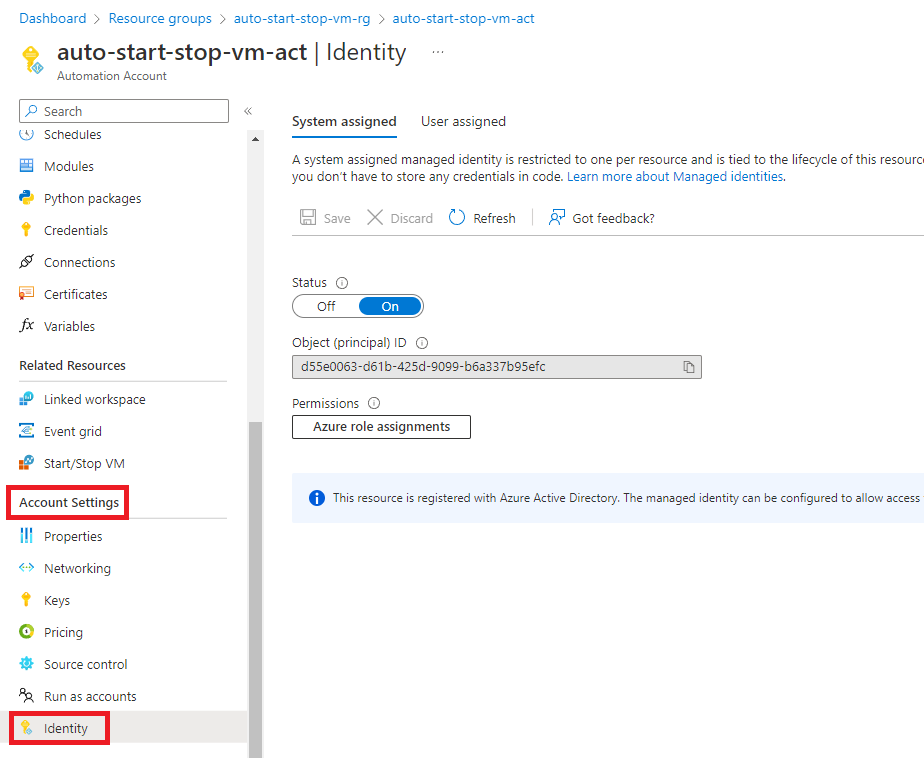 Dashboard > Resource groups > auto-start-stop-vm-rg > auto-start-stop-vm-act
auto-start-stop-vm-act | Identity ...
Automation Account
Search
«
Schedules
Modules
Python packages
Credentials
Connections
Certificates
Variables
Related Resources
Linked workspace
Event grid
Start/Stop VM
Account Settings
Properties
Networking
Keys
Pricing
Source control
Run as accounts
Identity
System assigned User assigned
A system assigned managed identity is restricted to one per resource and is tied to the lifecycle of this resourc
you don't have to store any credentials in code. Learn more about Managed identities.
Save Discard Refresh Got feedback?
Status
Off On
Object (principal) ID
d55e0063-d61b-425d-9099-b6a337b95efc
Permissions
Azure role assignments
This resource is registered with Azure Active Directory. The managed identity can be configured to allow access